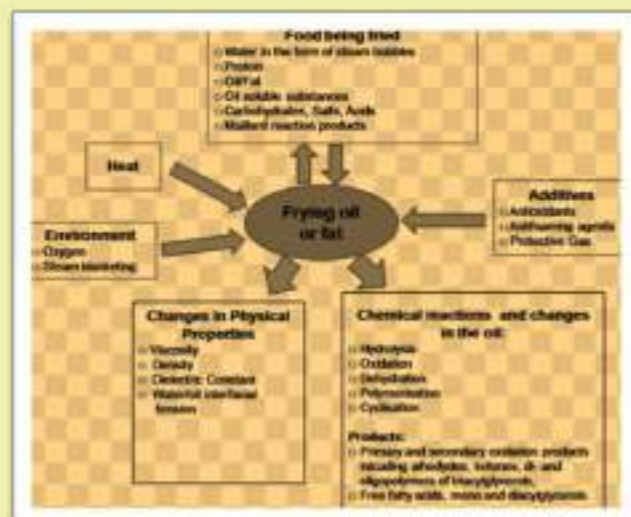 Food being fried
Water in the form of steam bubbles
Protein
Oil/Fat
Oil soluble substances
Carbohydrates, Salts, Acids
Maillard reaction products
Heat
Frying oil
or fat
Additives
Antioxidants
Antifoaming agents
Protective Gas
Environment
Oxygen
Steam blanketing
Changes in Physical
Properties
Viscosity
Density
Dielectric Constant
Water/oil interfacial
tension
Chemical reactions and changes
in the oil:
Hydrolysis
Oxidation
Dehydration
Polymerisation
Cyclisation
Products:
Primary and secondary oxidation products
including aldehydes, ketones, di- and
oligopolymers of triacylglycerols,
Free fatty acids, mono and diacylglycerols